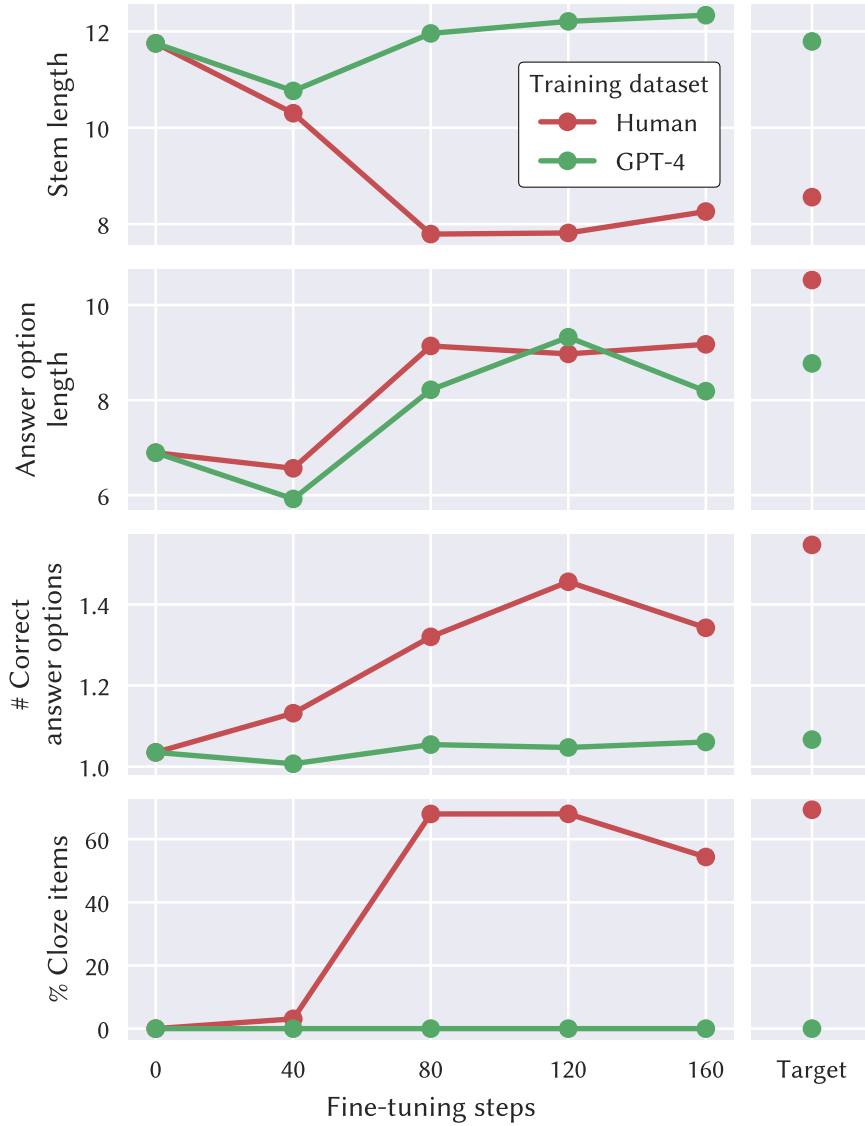 Stem length
12
10
8
Training dataset
Human
GPT-4
Answer option
length
10
8
6
# Correct
answer options
1.4
1.2
1.0
% Cloze items
60
40
20
0
0
40
80
120
160
Target
Fine-tuning steps